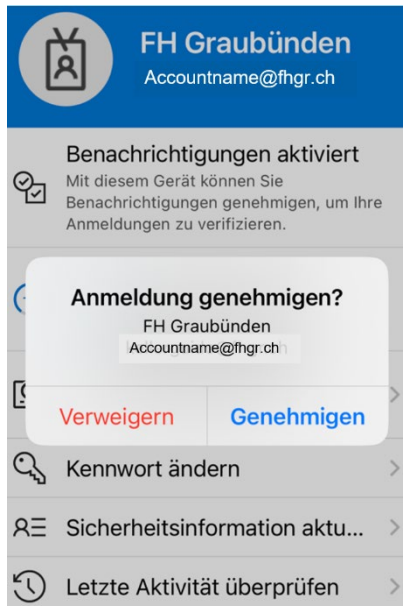 FH Graubünden
Accountname@fhgr.ch
Benachrichtigungen aktiviert
Mit diesem Gerät können Sie
Benachrichtigungen genehmigen, um Ihre
Anmeldungen zu verifizieren.
Anmeldung genehmigen?
FH Graubünden
Accountname@fhgr.ch
Verweigern
Genehmigen
Kennwort ändern
Sicherheitsinformation aktu...
Letzte Aktivität überprüfen